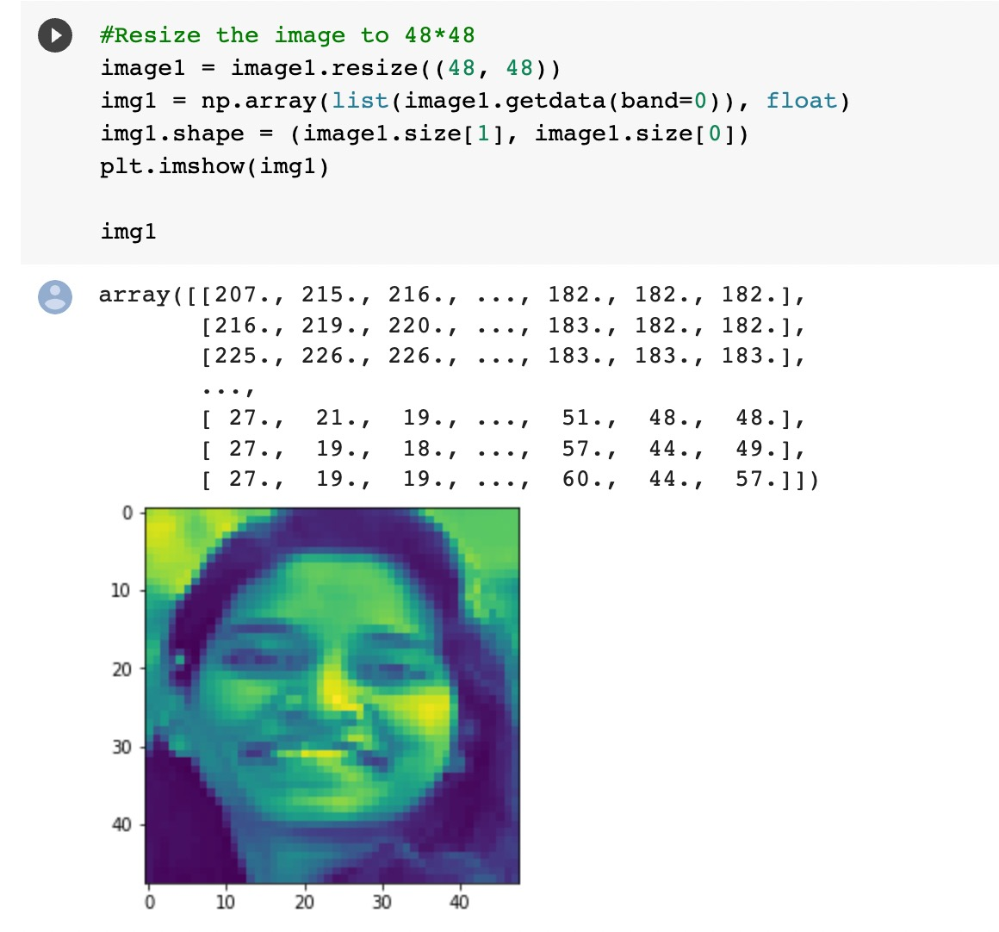 #Resize the image to 48*48
image1 = image1.resize((48, 48))
img1 = np.array(list(image1.getdata(band=0)), float)
img1.shape = (image1.size[1], image1.size[0])
plt.imshow(img1)
img1
array([[207., 215., 216., ..., 182., 182., 182.],
[216., 219., 220., ..., 183., 182., 182.],
[225., 226., 226., ..., 183., 183., 183.],
...,
[ 27., 21., 19., ..., 51., 48., 48.],
[ 27., 19., 18., ..., 57., 44., 49.],
[ 27., 19., 19., ..., 60., 44., 57.]])
0
10
20
30
40
0 10 20 30 40